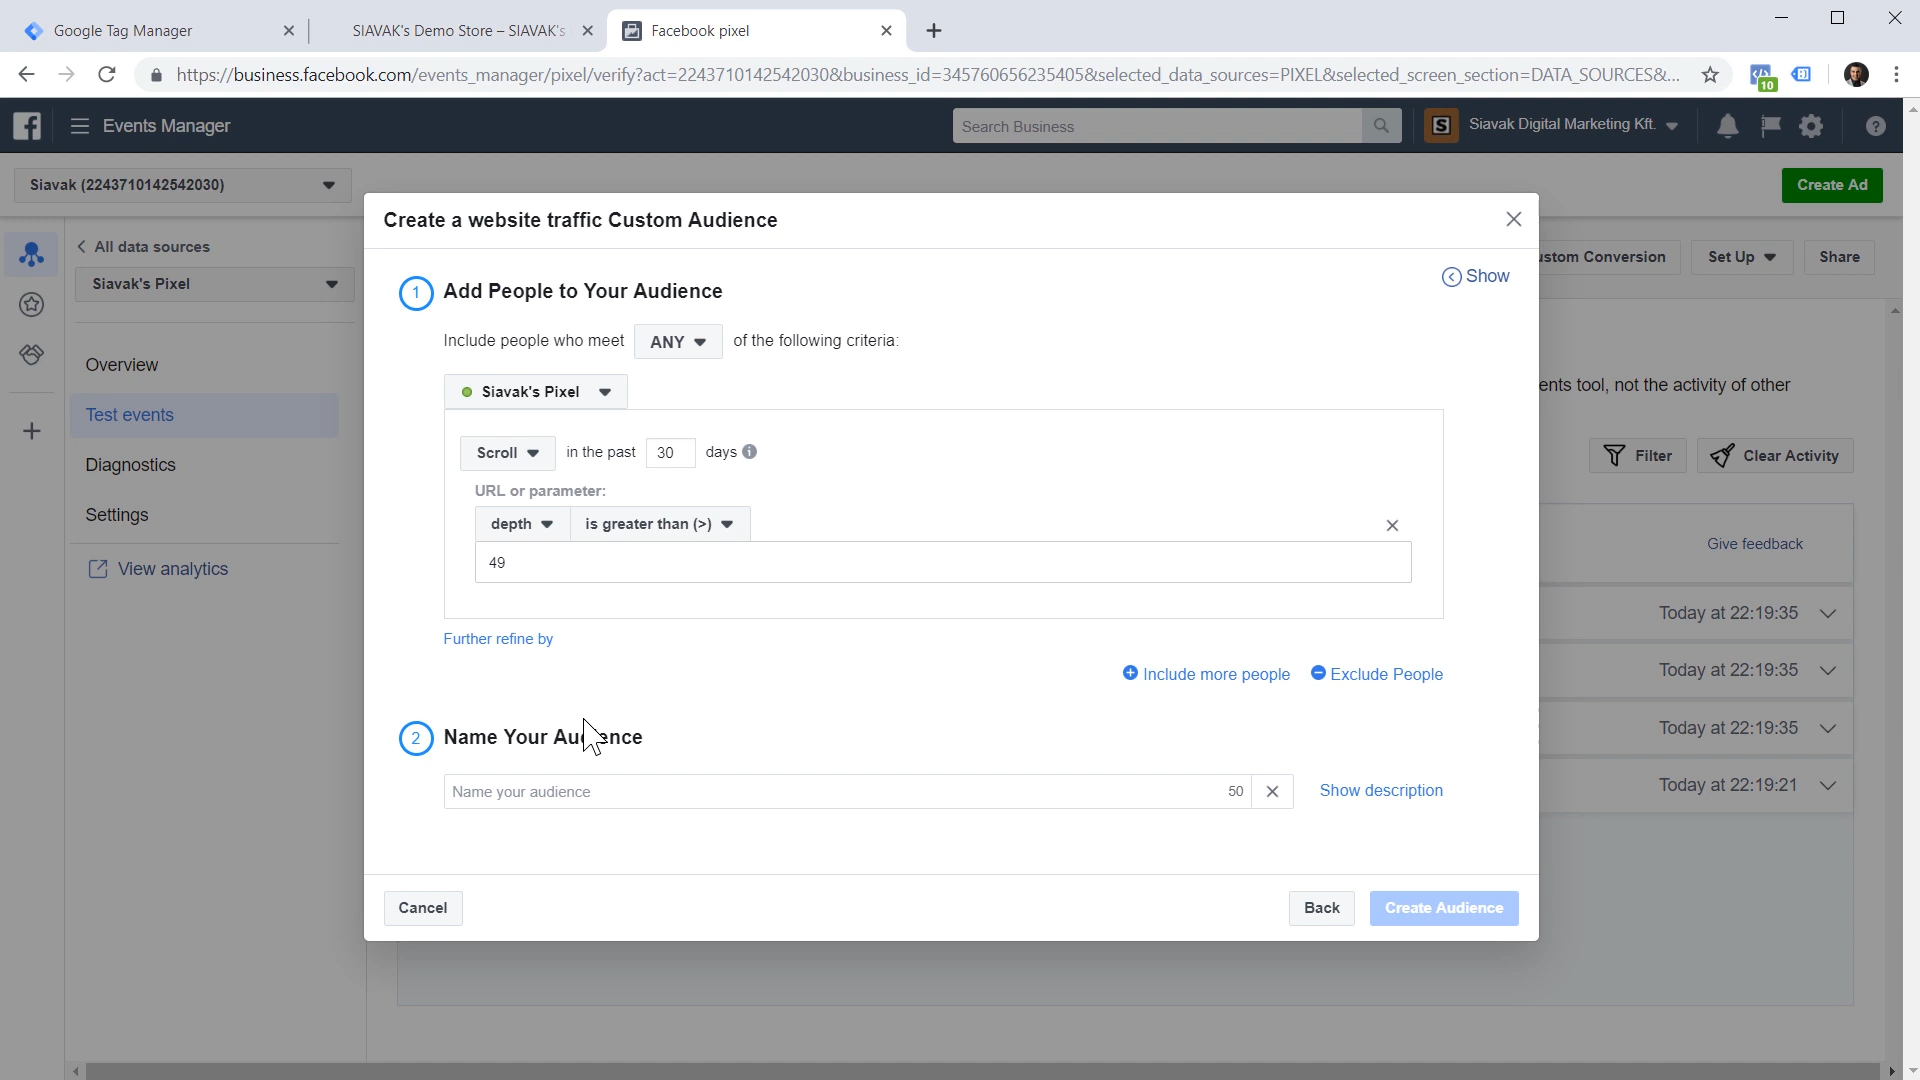 Google Tag Manager
SIAVAK's Demo Store – SIAVAK's
Facebook pixel
https://business.facebook.com/events_manager/pixel/verify?act=2243710142542030&business_id=345760656235405&selected_data_sources=PIXEL&selected_screen_section=DATA_SOURCES&...
10
Events Manager
Search Business
S
Siavak Digital Marketing Kft.
Siavak (2243710142542030)
Create Ad
Create a website traffic Custom Audience
All data sources
ustom Conversion
Set Up
Share
Siavak's Pixel
Show
1
Add People to Your Audience
Include people who meet ANY of the following criteria:
Overview
Siavak's Pixel
ents tool, not the activity of other
Test events
Scroll in the past 30 days
Filter
Clear Activity
Diagnostics
URL or parameter:
Settings
depth is greater than (>)
Give feedback
49
View analytics
Today at 22:19:35
Further refine by
Include more people
Exclude People
Today at 22:19:35
2
Name Your Audience
Today at 22:19:35
Name your audience
50
Show description
Today at 22:19:21
Cancel
Back
Create Audience